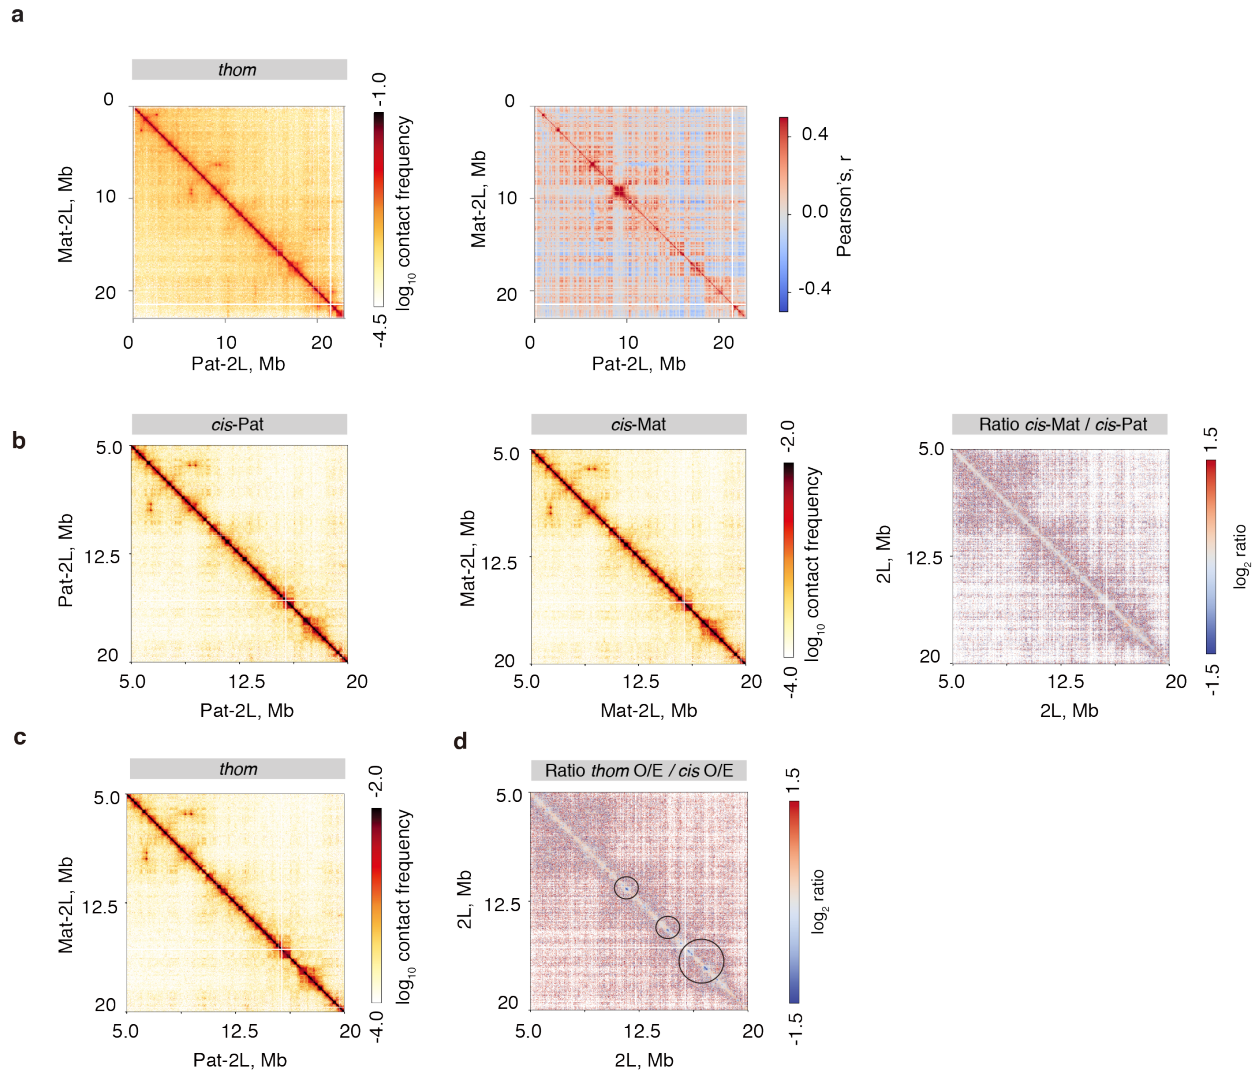 a
thom
0
10
20
0
10
20
Mat-2L, Mb
Pat-2L, Mb
-1.0
-4.5
log10 contact frequency
0
10
20
0
10
20
Mat-2L, Mb
Pat-2L, Mb
0.4
0.0
-0.4
Pearson's, r
b
cis-Pat
5.0
12.5
20
5.0
12.5
20
Pat-2L, Mb
Pat-2L, Mb
cis-Mat
5.0
12.5
20
5.0
12.5
20
Mat-2L, Mb
Mat-2L, Mb
-2.0
-4.0
log10 contact frequency
Ratio cis-Mat / cis-Pat
5.0
12.5
20
5.0
12.5
20
2L, Mb
2L, Mb
1.5
-1.5
log2 ratio
c
thom
5.0
12.5
20
5.0
12.5
20
Mat-2L, Mb
Pat-2L, Mb
-2.0
-4.0
log10 contact frequency
d
Ratio thom O/E / cis O/E
5.0
12.5
20
5.0
12.5
20
2L, Mb
2L, Mb
1.5
-1.5
log2 ratio